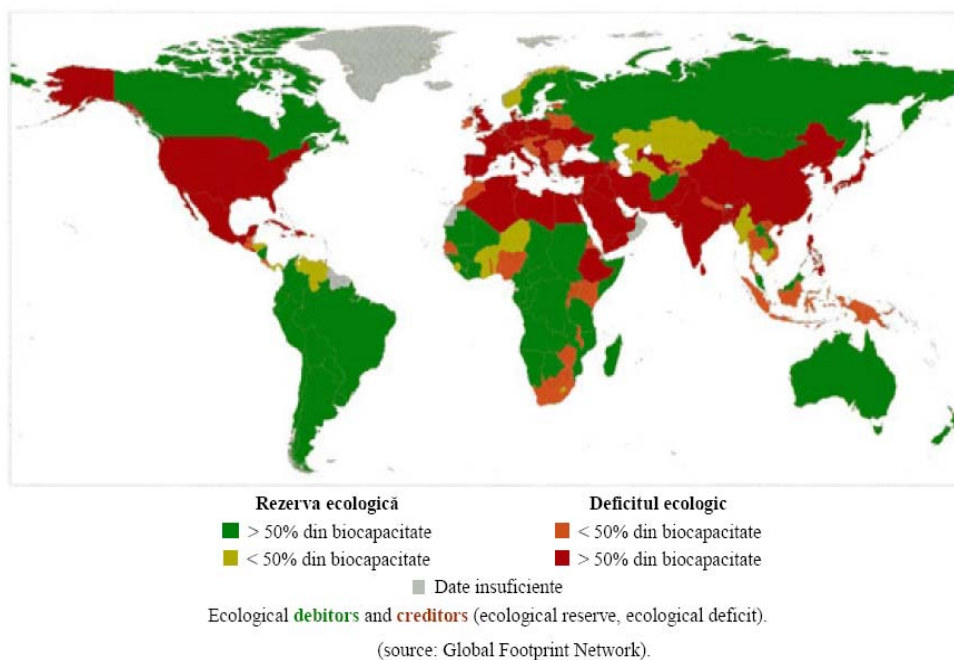 Rezerva ecologică
> 50% din biocapacitate
< 50% din biocapacitate
Deficitul ecologic
< 50% din biocapacitate
> 50% din biocapacitate
Date insuficiente
Ecological debitors and creditors (ecological reserve, ecological deficit).
(source: Global Footprint Network).